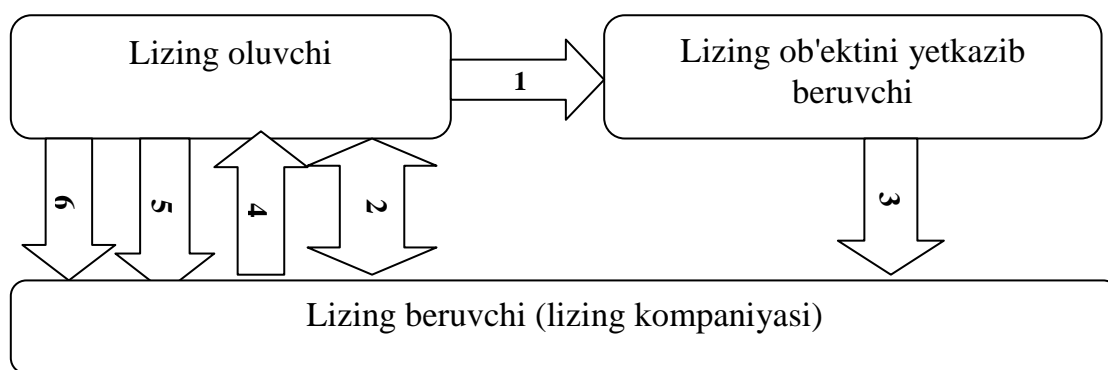 Lizing oluvchi
1
Lizing ob'ektini yetkazib
beruvchi
6
5
4
2
3
Lizing beruvchi (lizing kompaniyasi)